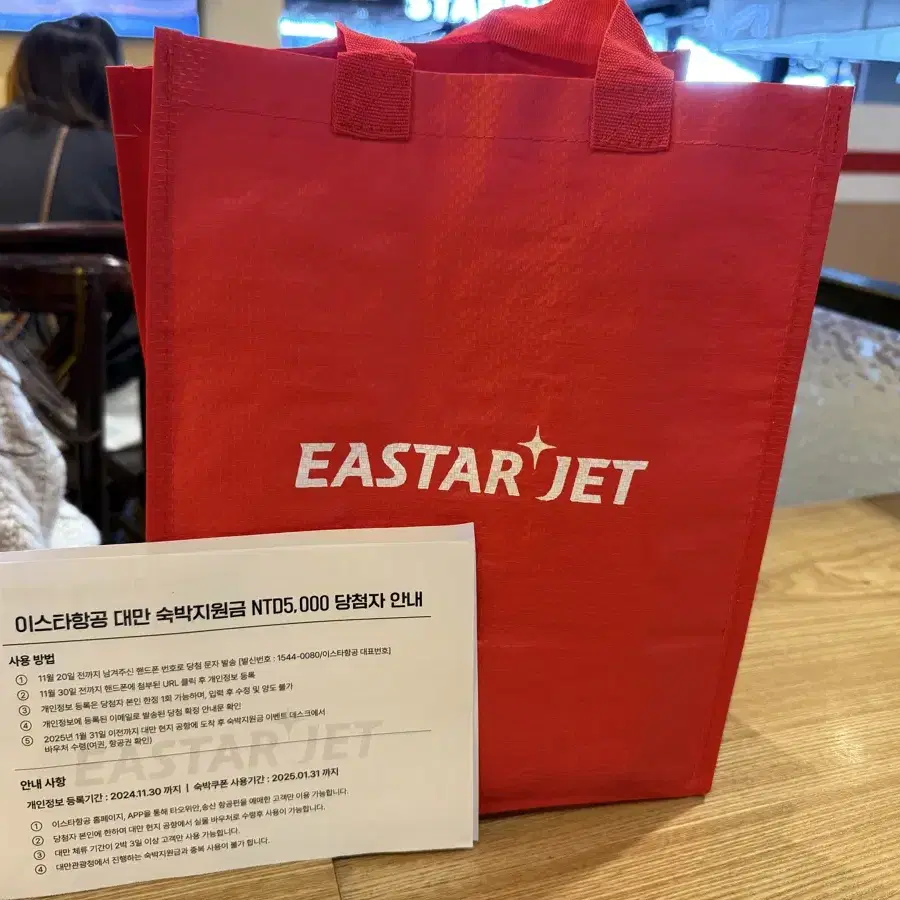 EASTAR JET
이스타항공 대만 숙박지원금 NTD5,000 당첨자 안내
사용 방법
① 11월 20일 전까지 남겨주신 핸드폰 번호로 당첨 문자 발송 [발신번호 : 1544-0080/이스타항공 대표번호]
② 11월 30일 전까지 핸드폰에 첨부된 URL 클릭 후 개인정보 등록
③ 개인정보 등록은 당첨자 본인 한정 1회 가능하며, 입력 후 수정 및 양도 불가
④ 개인정보에 등록된 이메일로 발송된 당첨 확정 안내문 확인
⑤ 2025년 1월 31일 이전까지 대만 현지 공항에 도착 후 숙박지원금 이벤트 데스크에서
바우처 수령(여권, 항공권 확인)
EASTAR JET
안내 사항
개인정보 등록기간 : 2024.11.30 까지 | 숙박쿠폰 사용기간 : 2025.01.31 까지
① 이스타항공 홈페이지, APP을 통해 타오위안,송산 항공편을 예매한 고객만 이용 가능합니다.
② 당첨자 본인에 한하며 대만 현지 공항에서 실물 바우처로 수령후 사용이 가능합니다.
③ 대만 체류 기간이 2박 3일 이상 고객만 사용 가능합니다.
④ 대만관광청에서 진행하는 숙박지원금과 중복 사용이 불가 합니다.